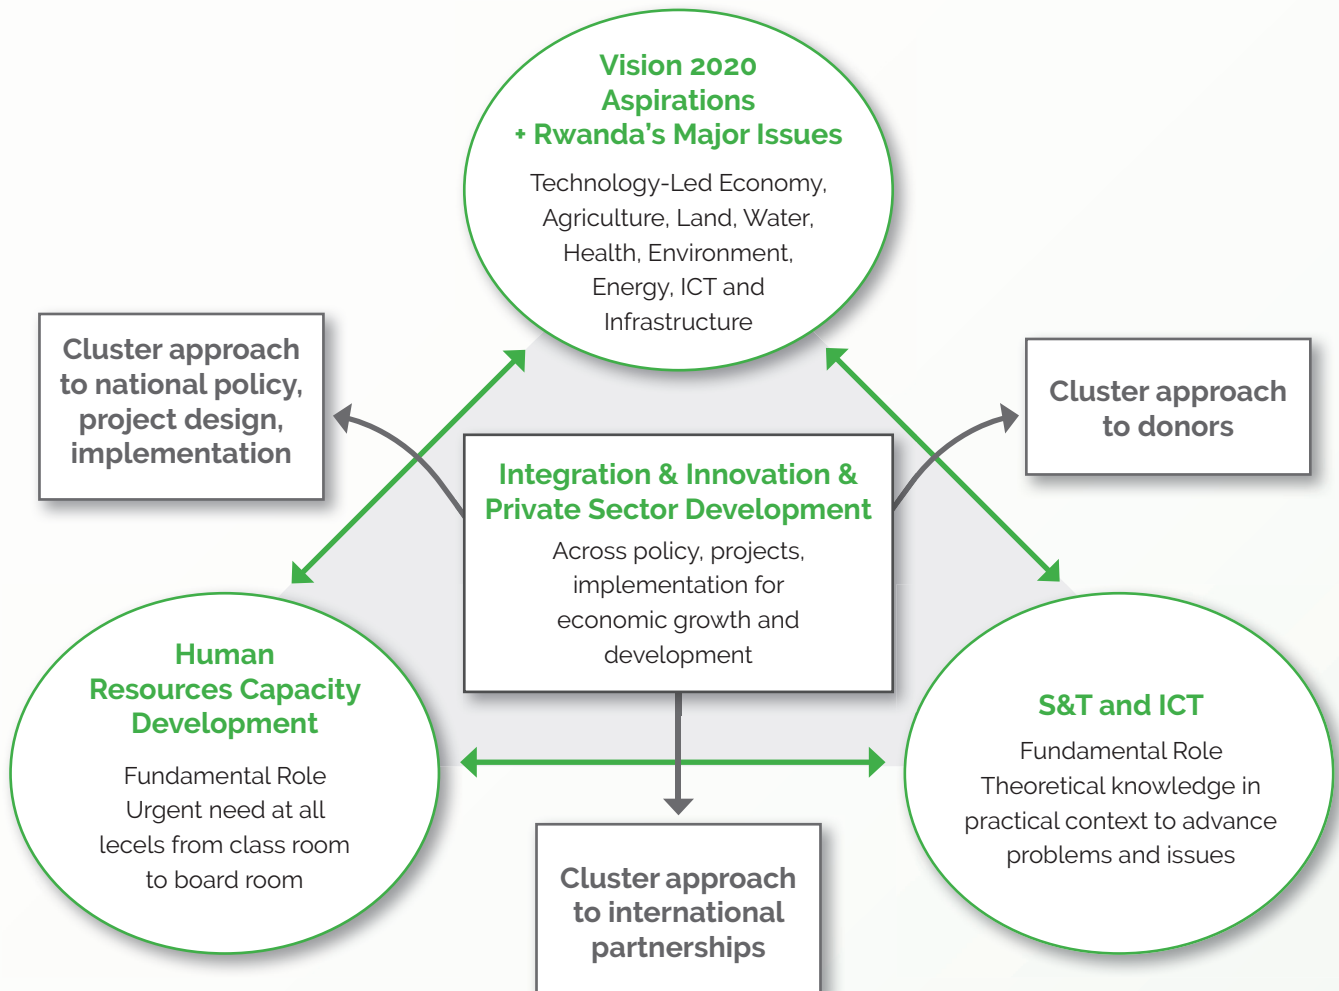 Vision 2020
Aspirations
+ Rwanda's Major Issues
Technology-Led Economy,
Agriculture, Land, Water,
Health, Environment,
Energy, ICT and
Infrastructure
Cluster approach
to national policy,
project design,
implementation
Cluster approach
to donors
Integration & Innovation &
Private Sector Development
Across policy, projects,
implementation for
economic growth and
development
Human
Resources Capacity
Development
Fundamental Role
Urgent need at all
lecels from class room
to board room
S&T and ICT
Fundamental Role
Theoretical knowledge in
practical context to advance
problems and issues
Cluster approach
to international
partnerships